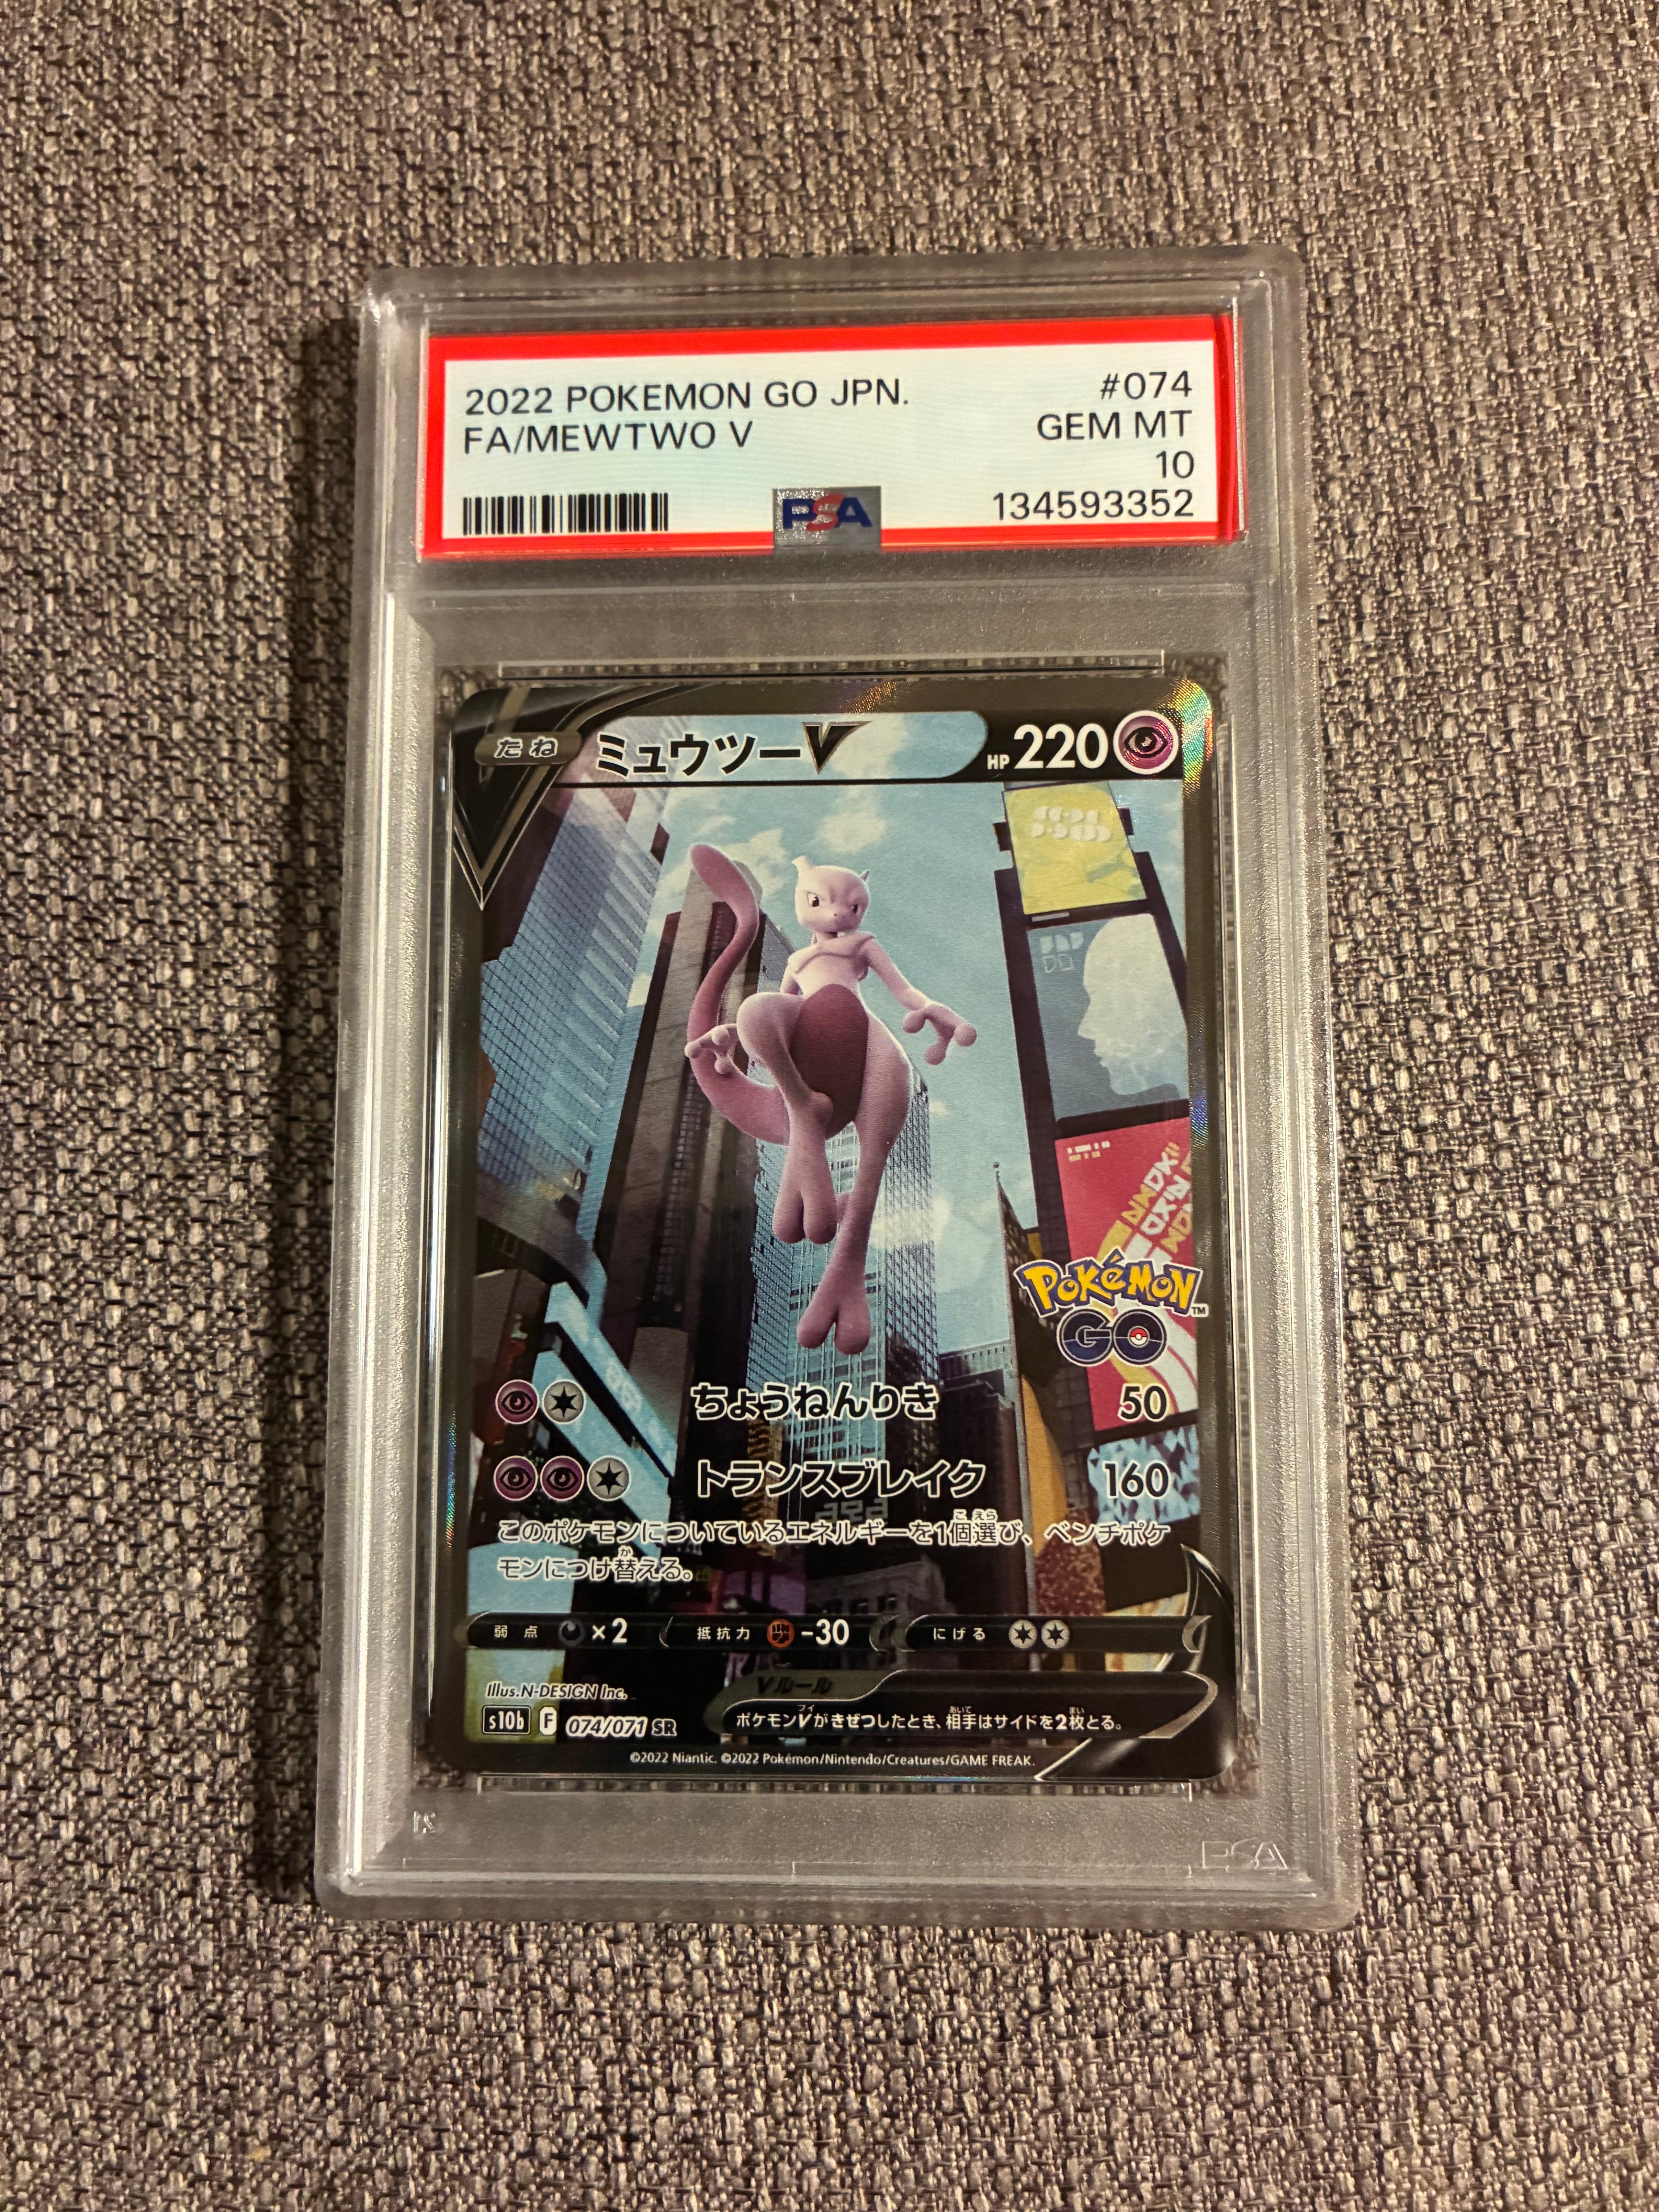 2022 POKEMON GO JPN. #074
FA/MEWTWO V GEM MT
10
PSA 134593352
たね ミュウツーV HP 220
POKéMON™
GO
ちょうねんりき 50
トランスブレイク 160
このポケモンについているエネルギーを1個選び、ベンチポケ
モンにつけ替える。
弱点 ×2 抵抗力 -30 にげる
Illus. N-DESIGN Inc.
Vルール
s10b F 074/071 SR ポケモンVがきぜつしたとき、相手はサイドを2枚とる。
©2022 Niantic. ©2022 Pokémon/Nintendo/Creatures/GAME FREAK.
PSA